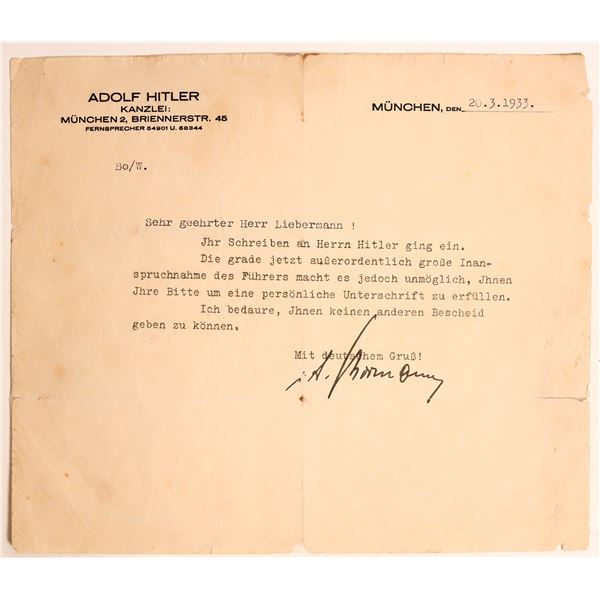 ADOLF HITLER
KANZLEI:
MÜNCHEN 2, BRIENNERSTR. 45
FERNSPRECHER 54901 U. 58344
MÜNCHEN, DEN 20.3.1933.
Bo/W.
Sehr geehrter Herr Liebermann !
Jhr Schreiben an Herrn Hitler ging ein.
Die grade jetzt außerordentlich große Inan-
spruchnahme des Führers macht es jedoch unmöglich, Jhnen
Jhre Bitte um eine persönliche Unterschrift zu erfüllen.
Ich bedaure, Jhnen keinen anderen Bescheid
geben zu können.
Mit deutschem Gruß!